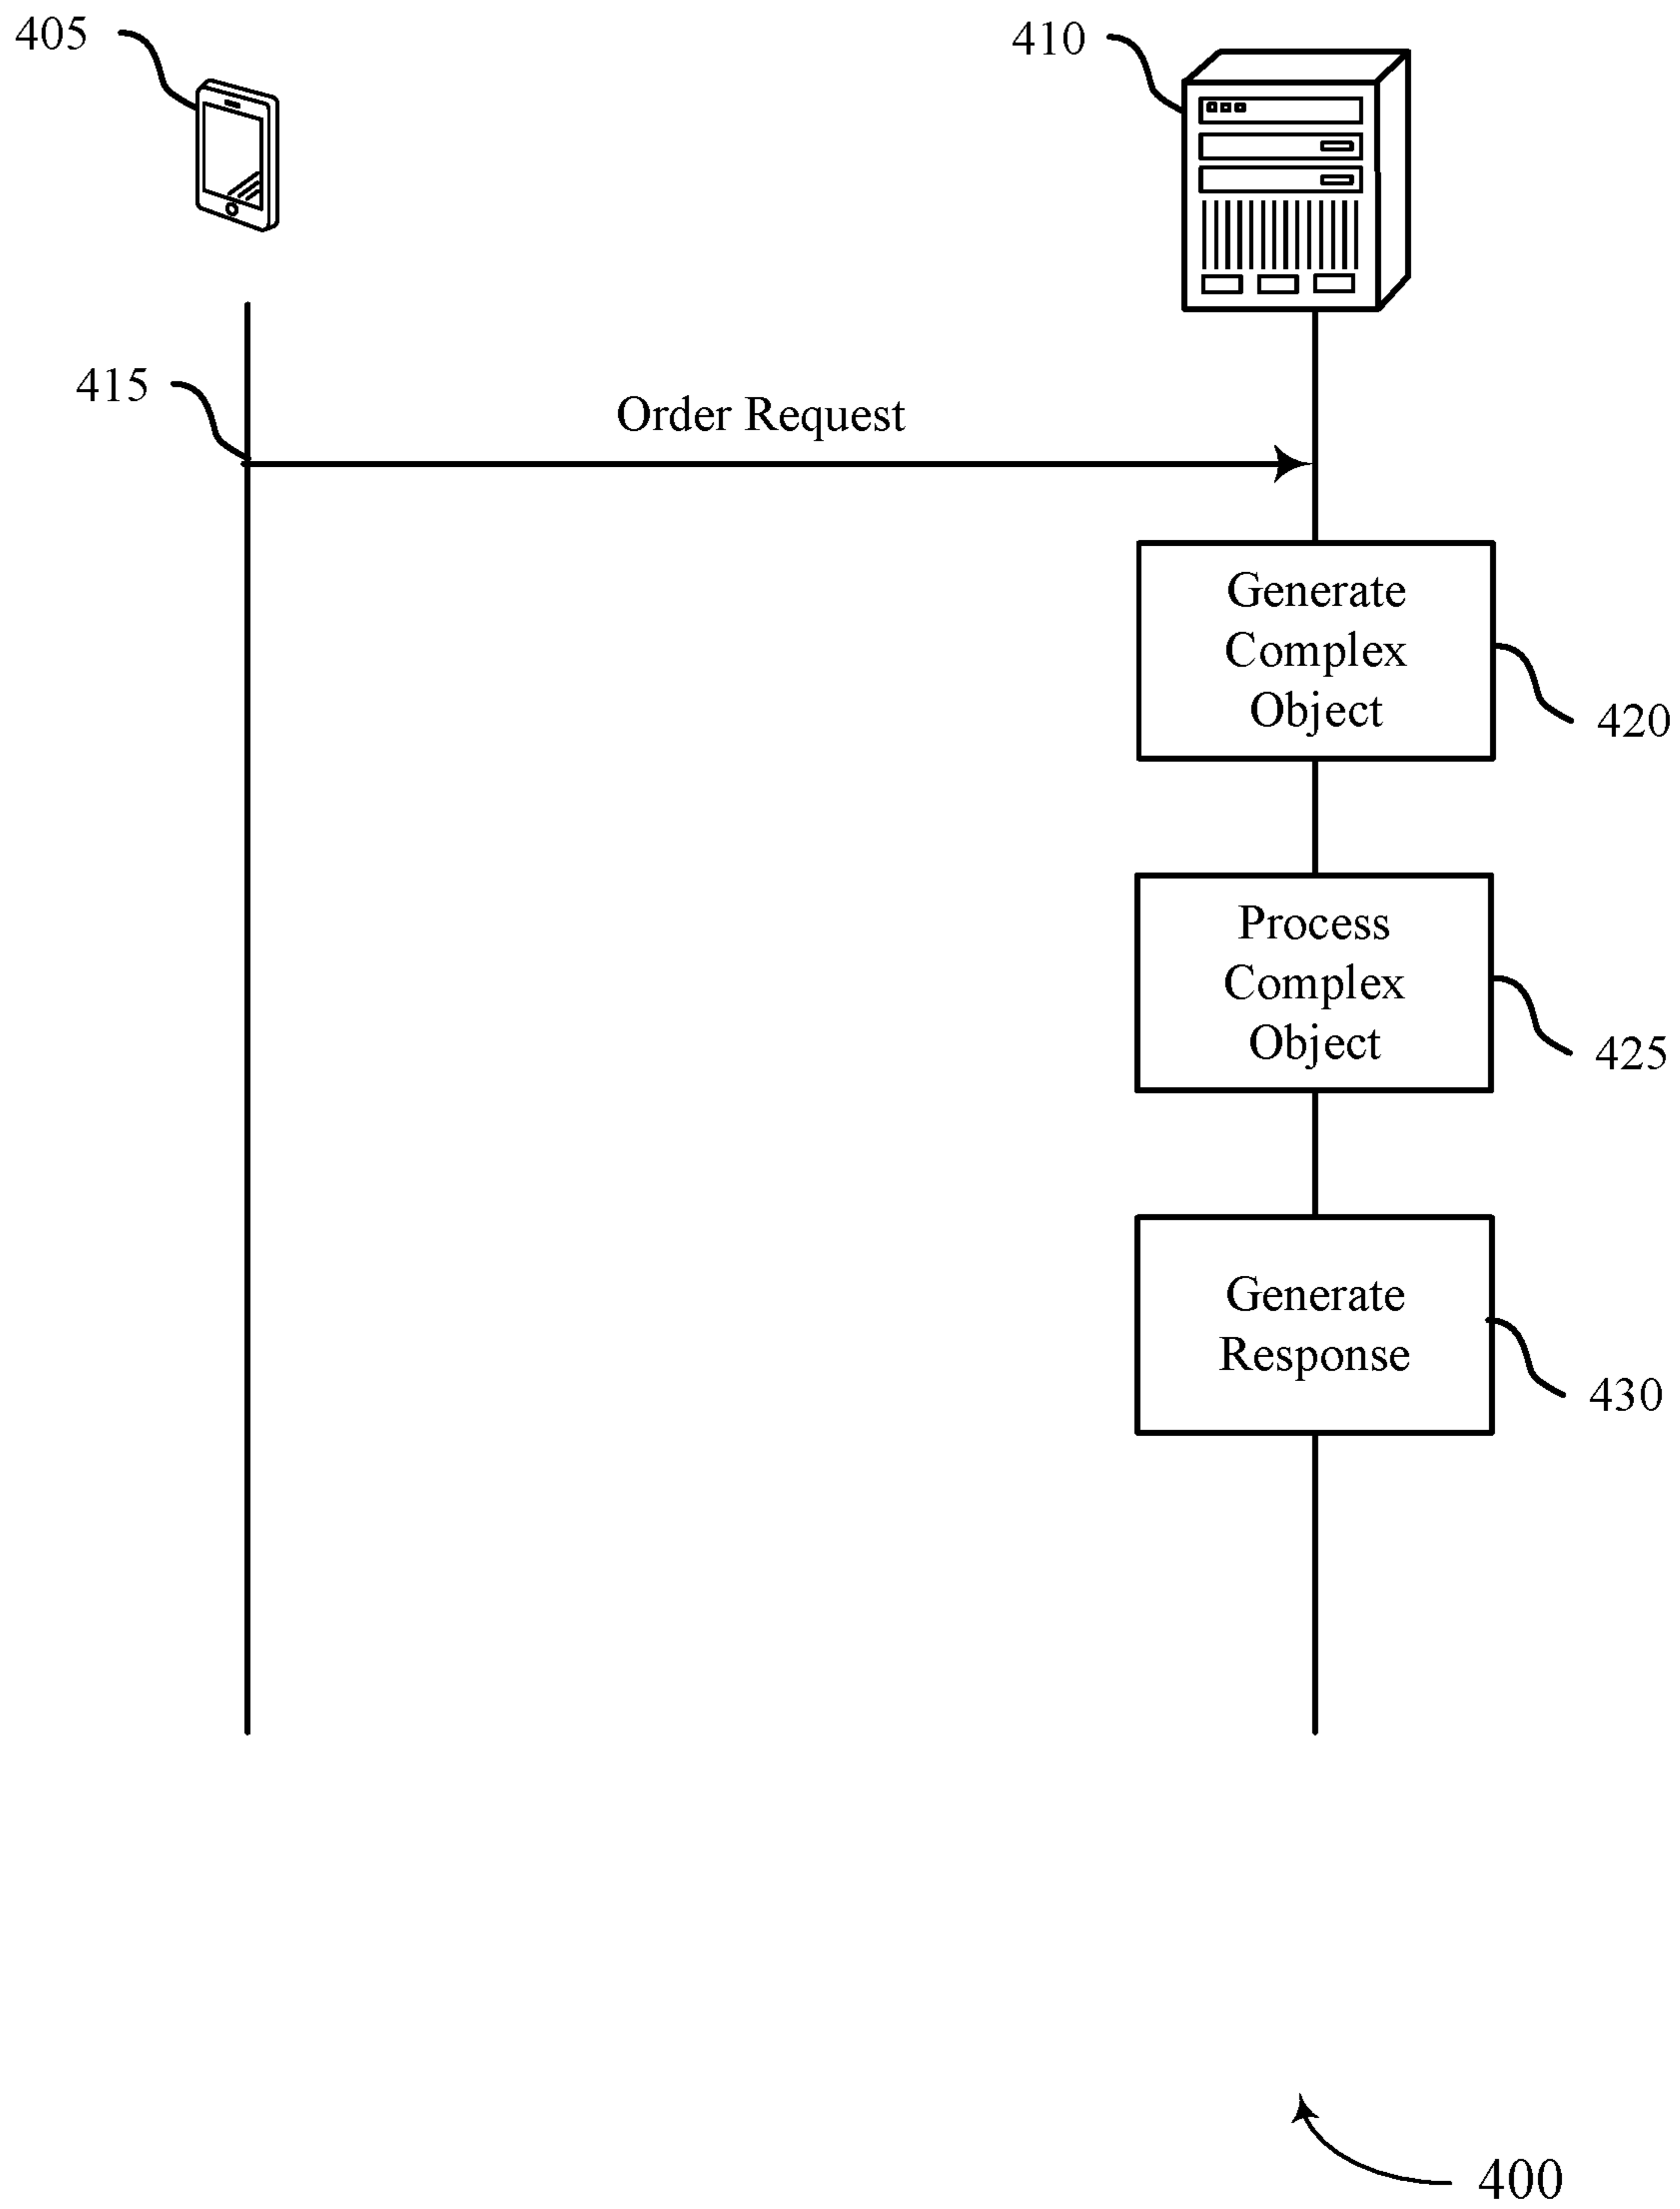 405
410
415
Order Request
Generate
Complex
Object
420
Process
Complex
Object
425
Generate
Response
430
400